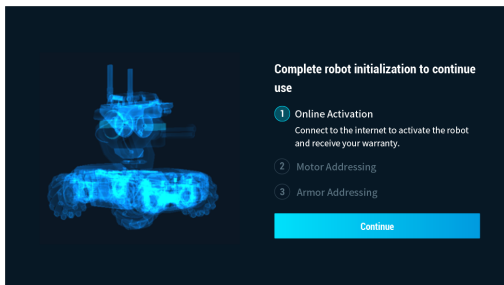 Complete robot initialization to continue
use
1 Online Activation
Connect to the internet to activate the robot
and receive your warranty.
2 Motor Addressing
3 Armor Addressing
Continue